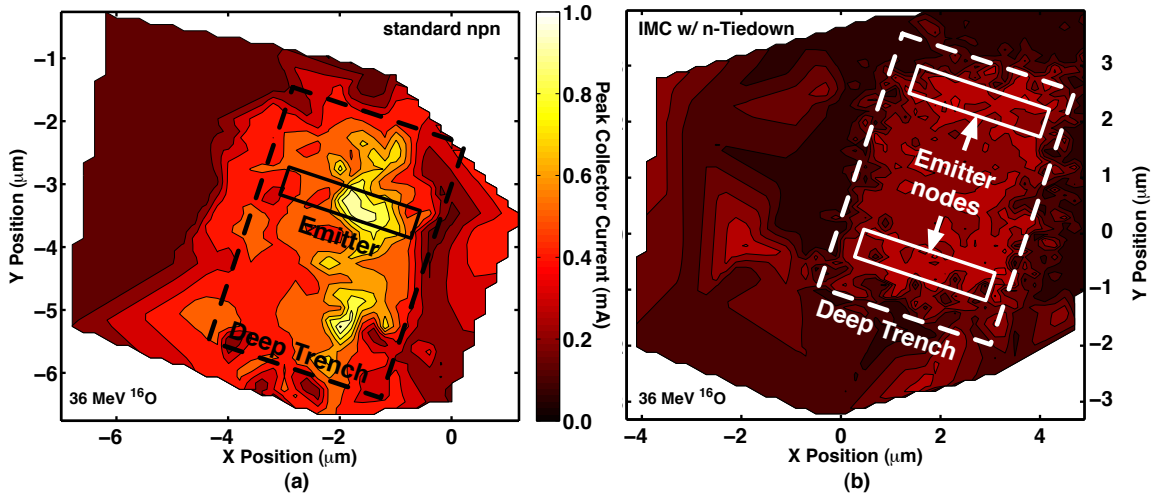 standard npn
−1
−2
−3
−4
−5
−6
Y Position (μm)
Emitter
Deep Trench
36 MeV 16O
−6
−4
−2
0
X Position (μm)
(a)
1.0
0.8
0.6
0.4
0.2
0.0
Peak Collector Current (mA)
IMC w/ n-Tiedown
Emitter
nodes
Deep Trench
36 MeV 16O
3
2
1
0
−1
−2
−3
Y Position (μm)
−4
−2
0
2
4
X Position (μm)
(b)